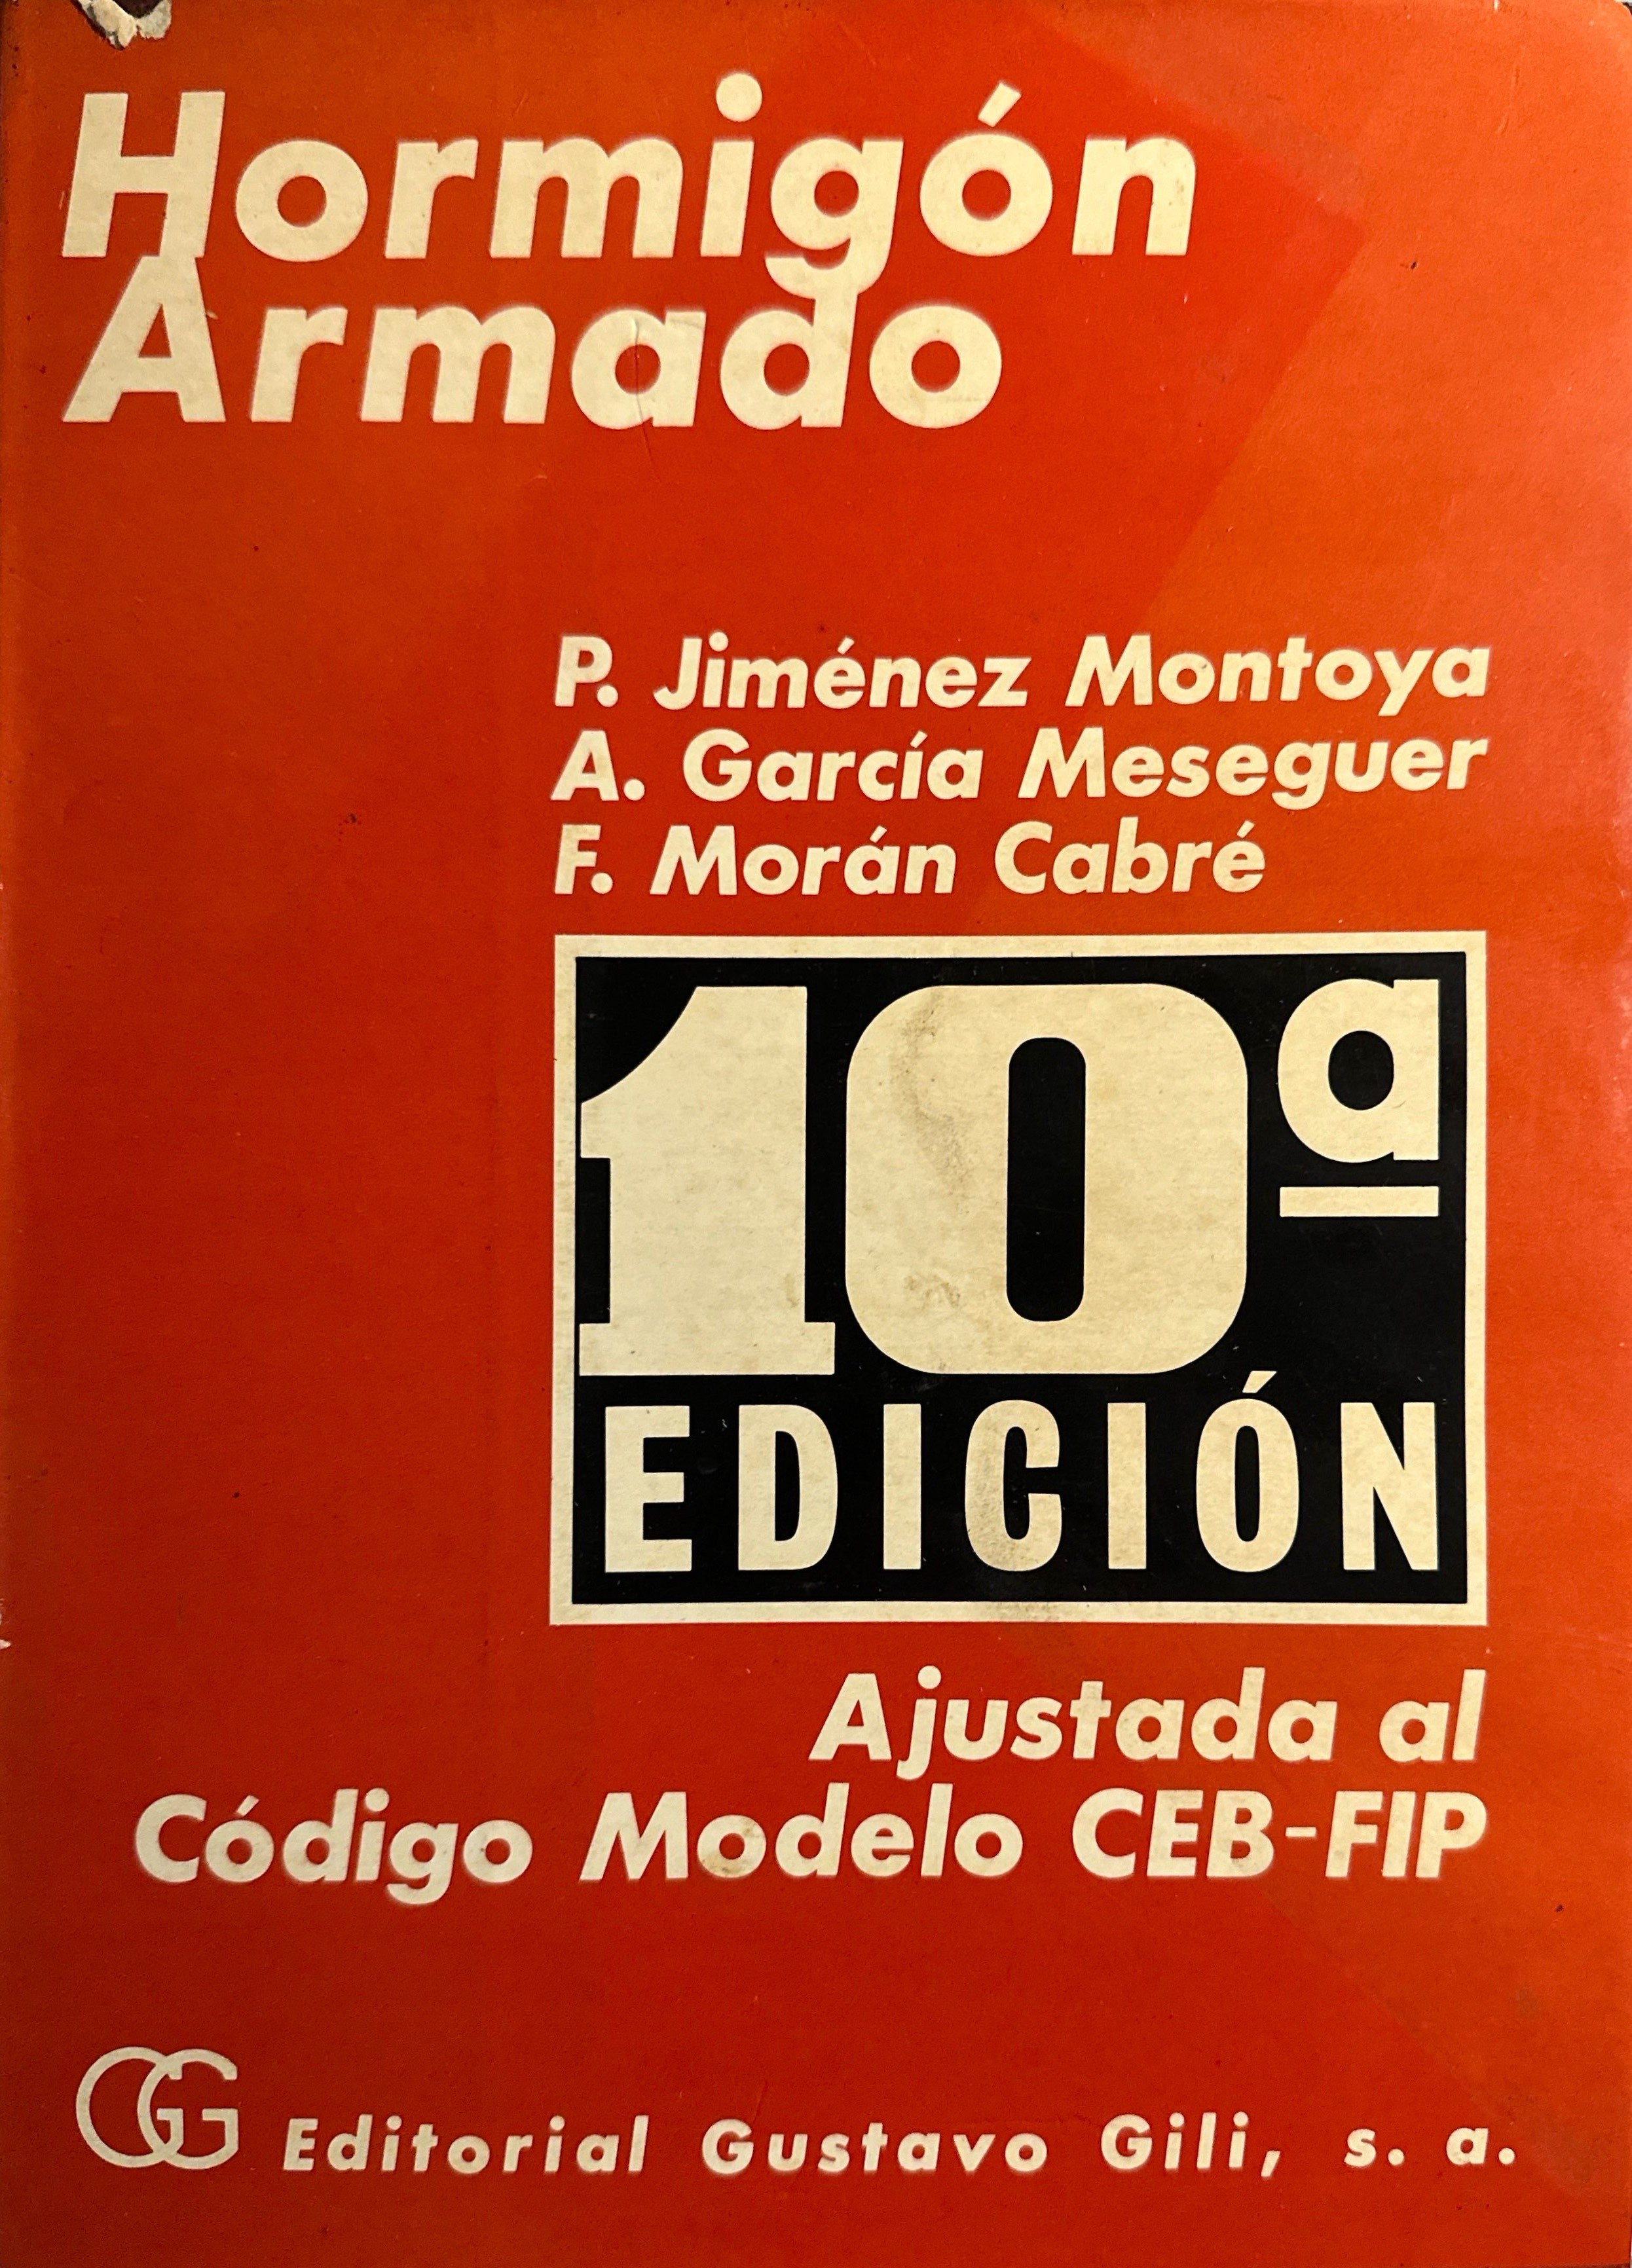 Hormigón
Armado
P. Jiménez Montoya
A. García Meseguer
F. Morán Cabré
10ª
EDICIÓN
Ajustada al
Código Modelo CEB-FIP
GG Editorial Gustavo Gili, s. a.